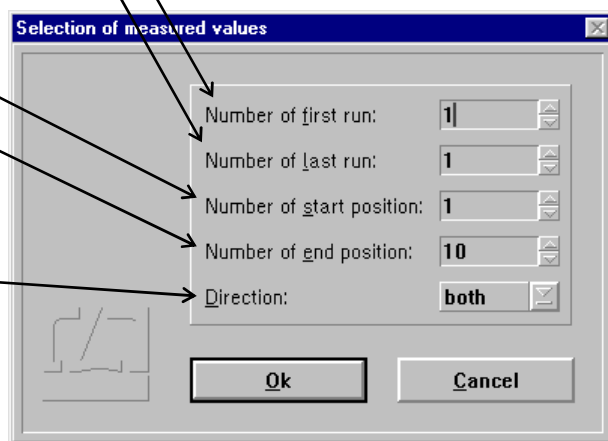 Selection of measured values
Number of first run: 1
Number of last run: 1
Number of start position: 1
Number of end position: 10
Direction: both
Ok Cancel